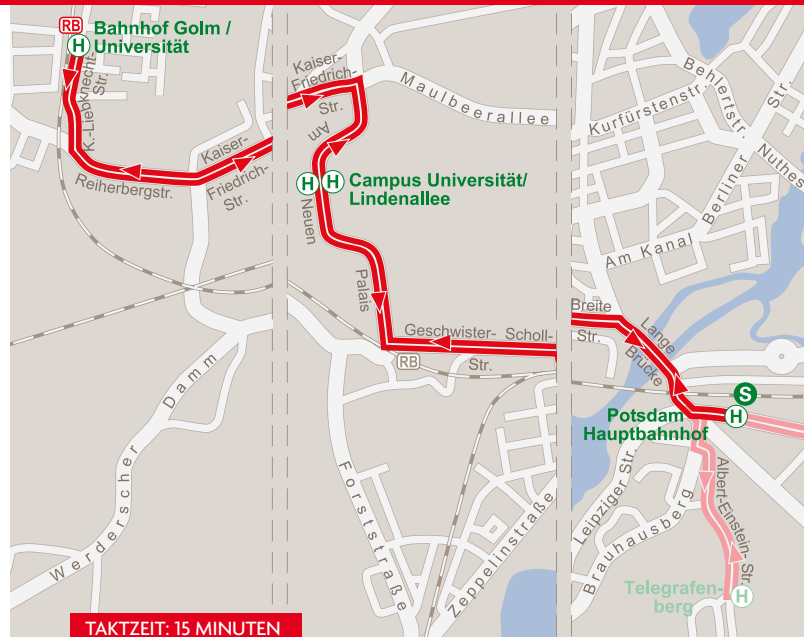 RB
H
Bahnhof Golm /
Universität
K.-Liebknecht-
Str.
Reiherbergstr.
Kaiser-
Friedrich-
Str.
Kaiser-
Friedrich-
Str.
Maulbeerallee
Am
H
H
Campus Universität/
Lindenallee
Neuen
Palais
Geschwister-
Scholl-
Str.
RB
Werderscher Damm
Forststraße
Zeppelinstraße
Behlertstr.
Kurfürstenstr.
Berliner Str.
Nuthes
Am Kanal
Breite
Str.
Lange
Brücke
S
Potsdam
Hauptbahnhof
H
Leipziger Str.
Brauhausberg
Albert-Einstein-Str.
Telegrafen-
berg
H
TAKTZEIT: 15 MINUTEN